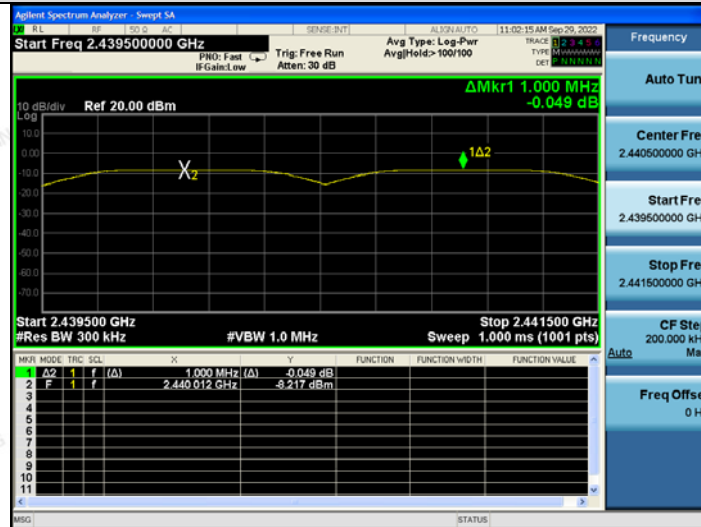 Agilent Spectrum Analyzer - Swept SA
RL RF 50 Ω AC SENSE:INT ALIGNAUTO 11:02:15 AM Sep 29, 2022
Start Freq 2.439500000 GHz
PNO: Fast
IFGain:Low
Trig: Free Run
Atten: 30 dB
Avg Type: Log-Pwr
Avg|Hold:>100/100
TRACE 1 2 3 4 5 6
TYPE
DET P N N N N N
ΔMkr1 1.000 MHz
-0.049 dB
10 dB/div Ref 20.00 dBm
Log
10.0
0.00
-10.0
-20.0
-30.0
-40.0
-50.0
-60.0
-70.0
X2
1Δ2
Start 2.439500 GHz Stop 2.441500 GHz
#Res BW 300 kHz #VBW 1.0 MHz Sweep 1.000 ms (1001 pts)
MKR MODE TRC SCL X Y FUNCTION FUNCTION WIDTH FUNCTION VALUE
1 Δ2 1 f (Δ) 1.000 MHz (Δ) -0.049 dB
2 F 1 f 2.440 012 GHz -8.217 dBm
3
4
5
6
7
8
9
10
11
MSG STATUS
Frequency
Auto Tun
Center Fre
2.440500000 GH
Start Fre
2.439500000 GH
Stop Fre
2.441500000 GH
CF Ste
200.000 kH
Auto Ma
Freq Offse
0 H